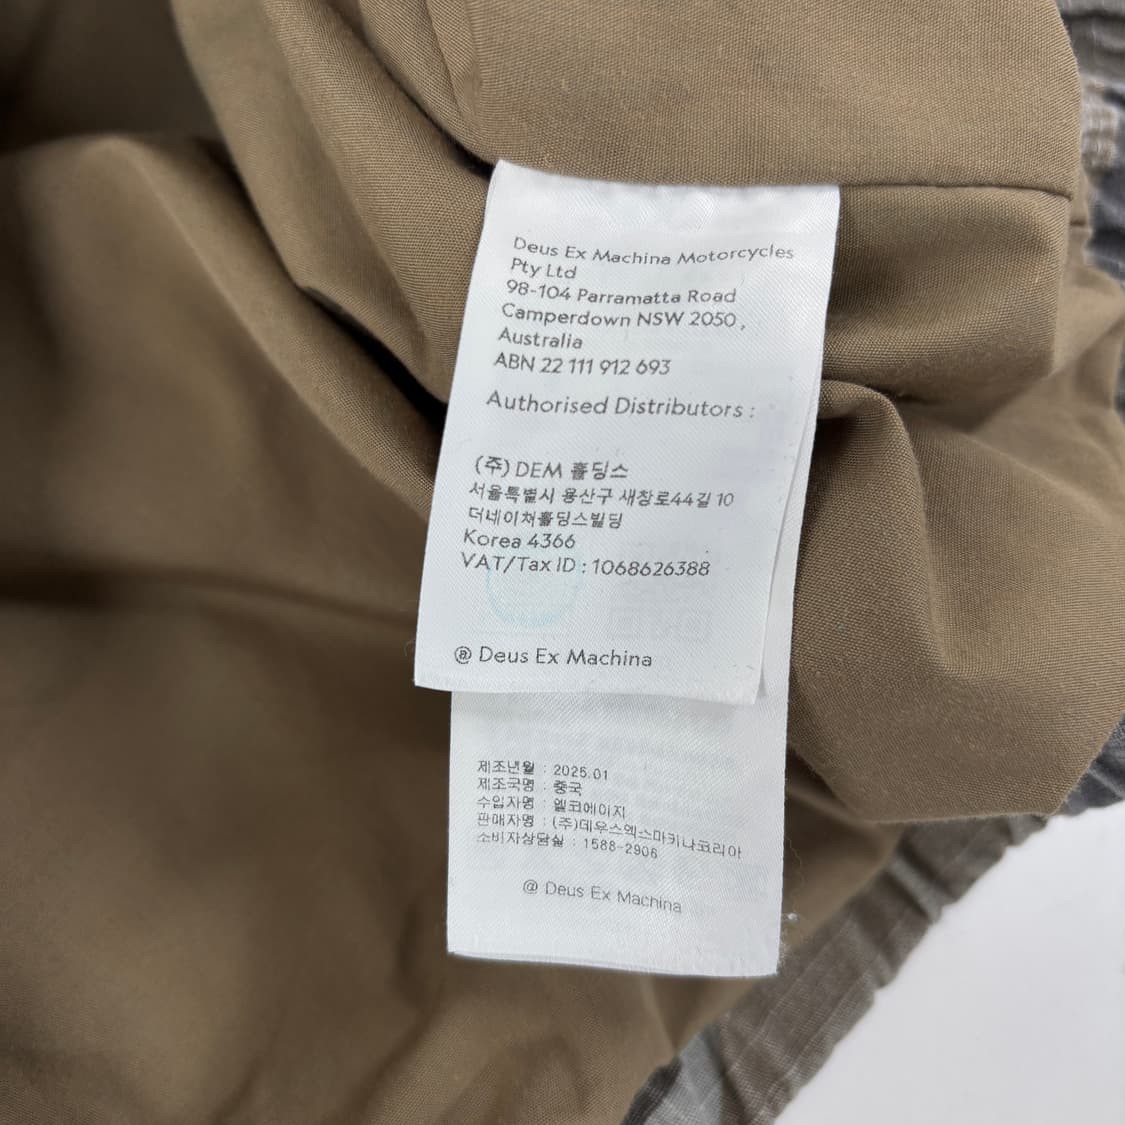 Deus Ex Machina Motorcycles
Pty Ltd
98-104 Parramatta Road
Camperdown NSW 2050,
Australia
ABN 22 111 912 693
Authorised Distributors :
(주) DEM 홀딩스
서울특별시 용산구 새창로44길 10
더네이쳐홀딩스빌딩
Korea 4366
VAT/Tax ID : 1068626388
@ Deus Ex Machina
제조년월 : 2025.01
제조국명 : 중국
수입자명 : 엘코에이지
판매자명 : (주)데우스엑스마키나코리아
소비자상담실 : 1588-2906
@ Deus Ex Machina